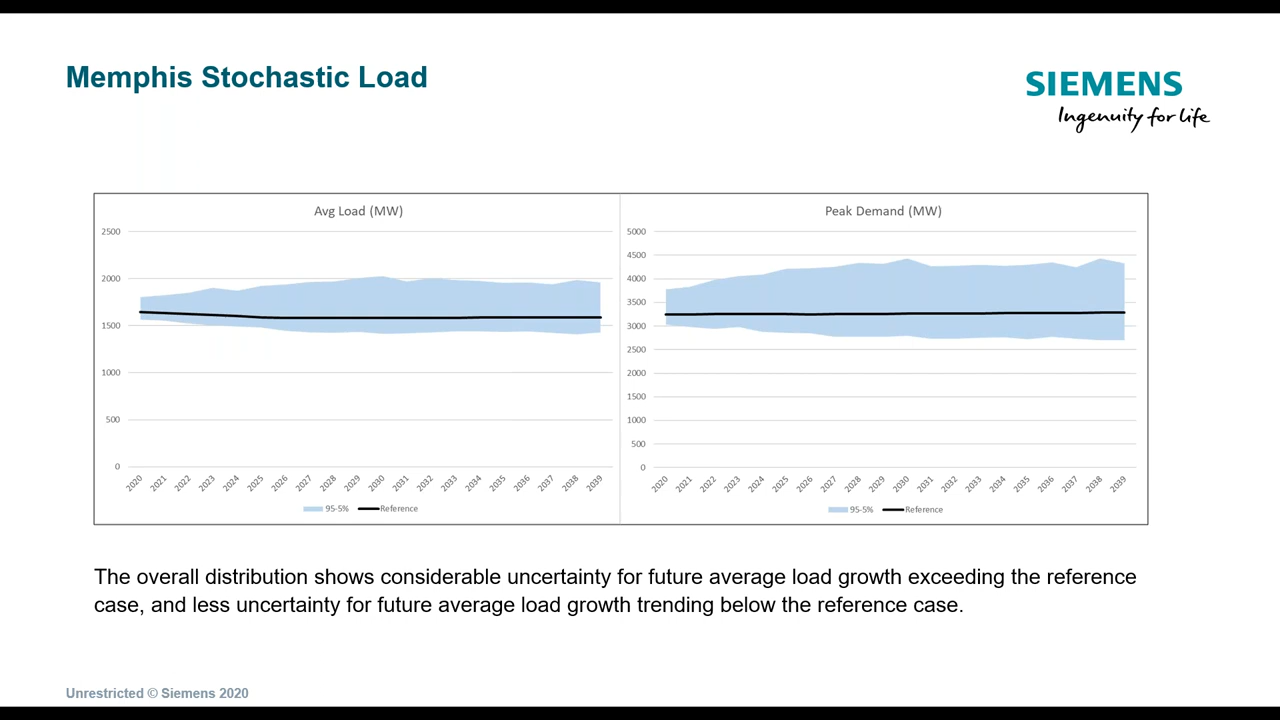 Memphis Stochastic Load
SIEMENS
Ingenuity for life
Avg Load (MW)
2500
2000
1500
1000
500
0
2020 2021 2022 2023 2024 2025 2026 2027 2028 2029 2030 2031 2032 2033 2034 2035 2036 2037 2038 2039
95-5% Reference
Peak Demand (MW)
5000
4500
4000
3500
3000
2500
2000
1500
1000
500
0
2020 2021 2022 2023 2024 2025 2026 2027 2028 2029 2030 2031 2032 2033 2034 2035 2036 2037 2038 2039
95-5% Reference
The overall distribution shows considerable uncertainty for future average load growth exceeding the reference
case, and less uncertainty for future average load growth trending below the reference case.
Unrestricted © Siemens 2020